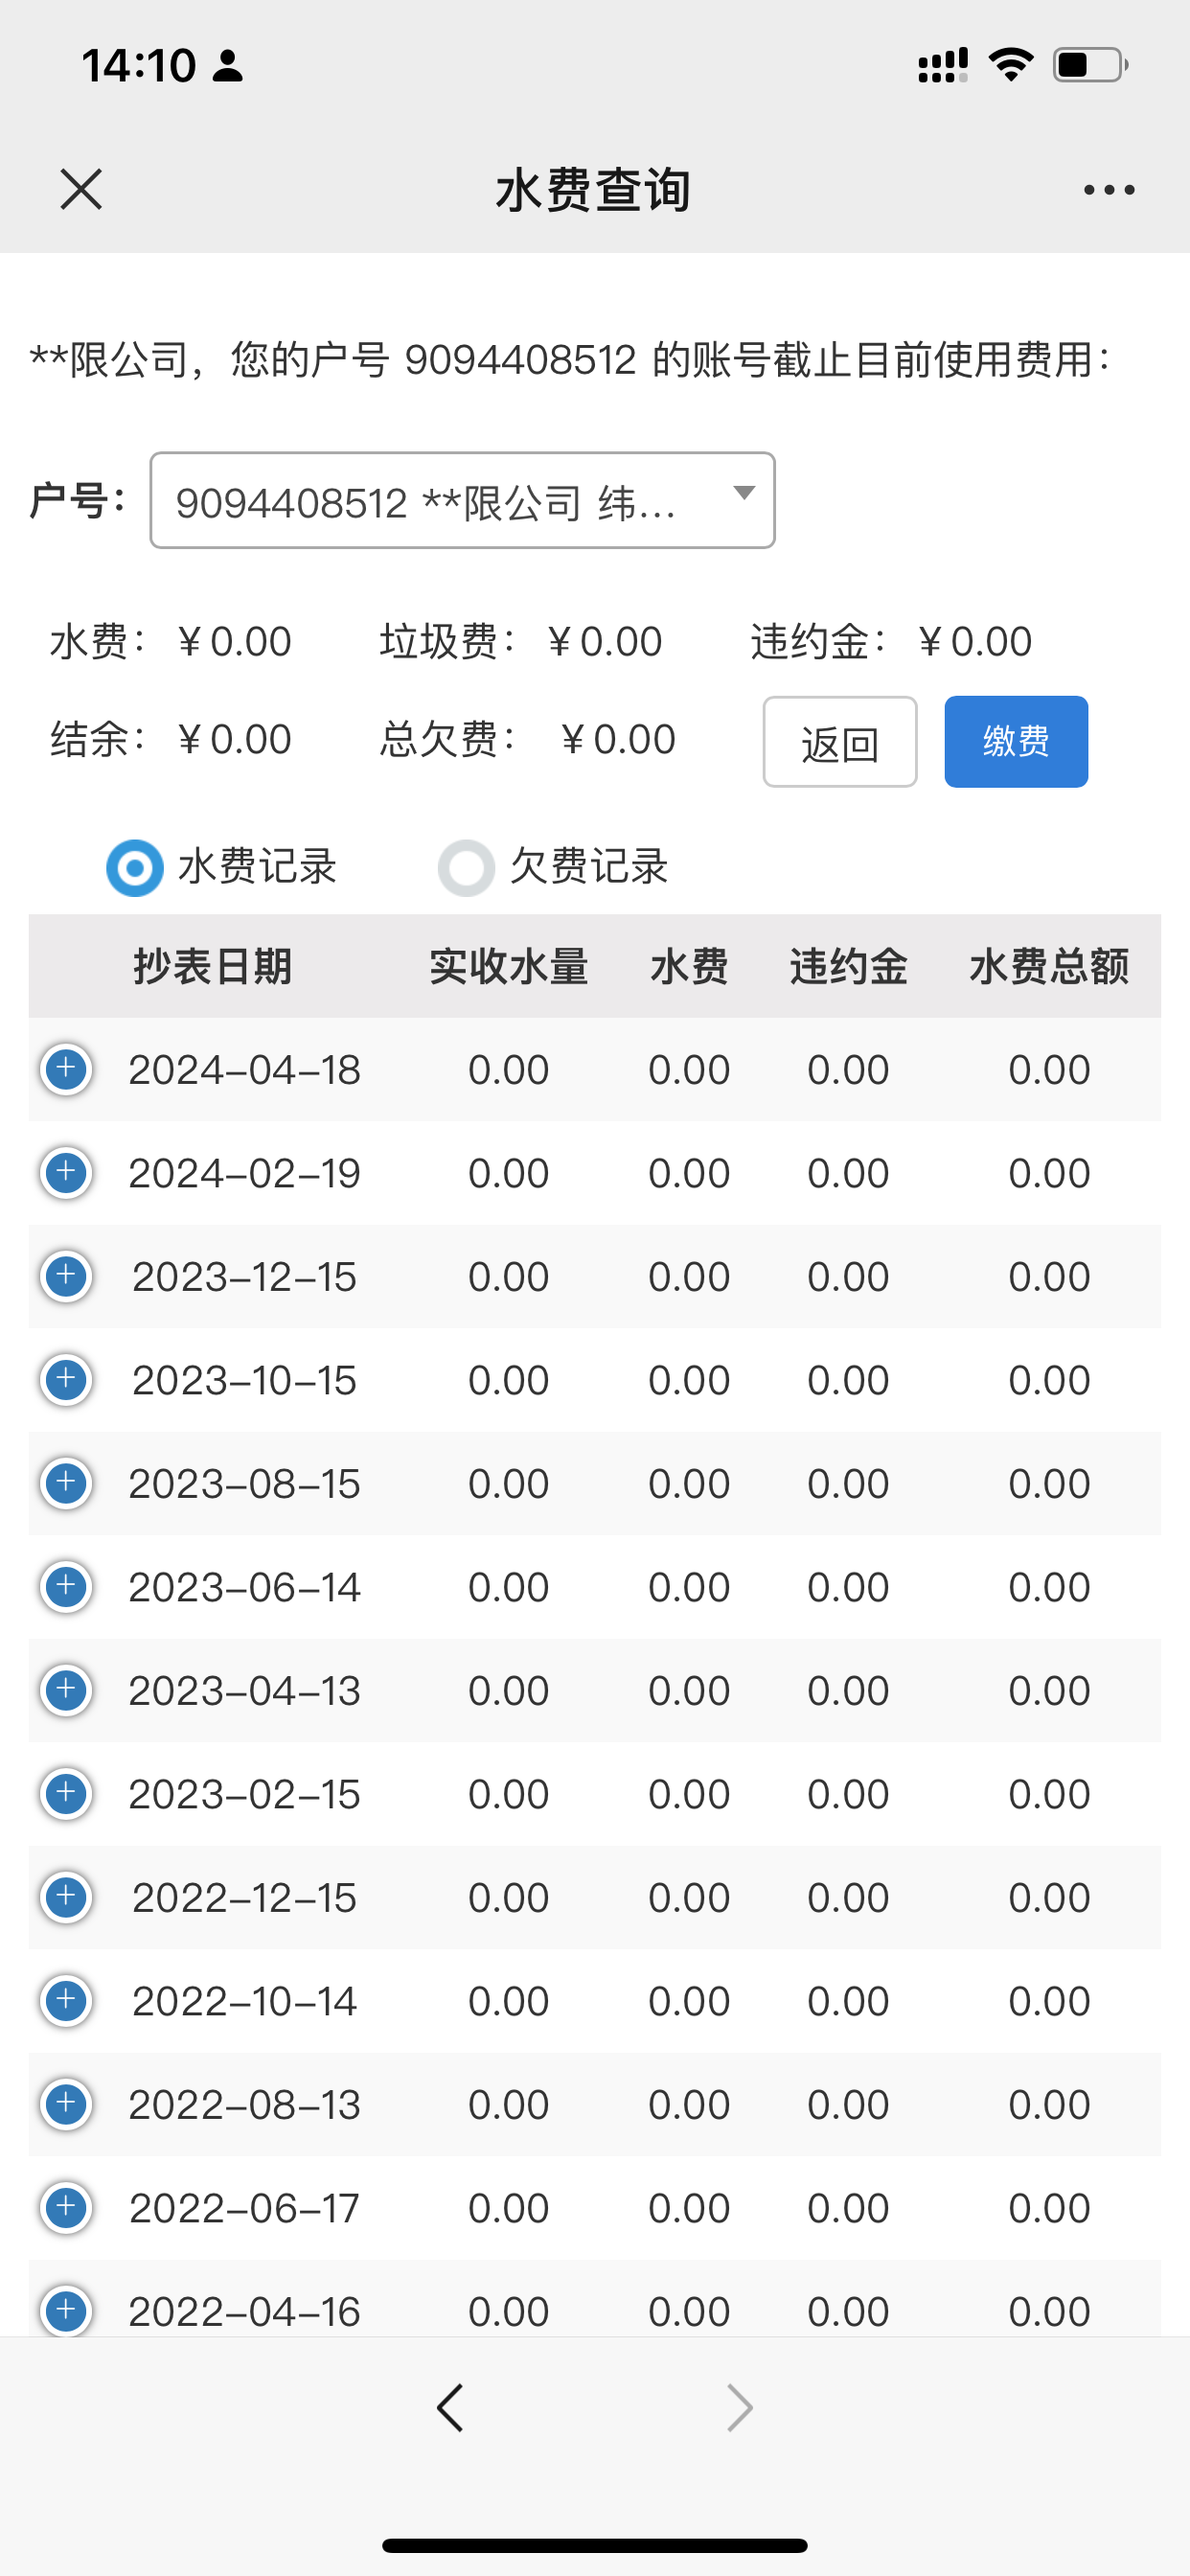 14:10
水费查询
**限公司，您的户号 9094408512 的账号截止目前使用费用：
户号： 9094408512 **限公司 纬...
水费： ¥ 0.00 垃圾费： ¥ 0.00 违约金： ¥ 0.00
结余： ¥ 0.00 总欠费： ¥ 0.00 返回 缴费
水费记录 欠费记录
抄表日期 实收水量 水费 违约金 水费总额
2024-04-18 0.00 0.00 0.00 0.00
2024-02-19 0.00 0.00 0.00 0.00
2023-12-15 0.00 0.00 0.00 0.00
2023-10-15 0.00 0.00 0.00 0.00
2023-08-15 0.00 0.00 0.00 0.00
2023-06-14 0.00 0.00 0.00 0.00
2023-04-13 0.00 0.00 0.00 0.00
2023-02-15 0.00 0.00 0.00 0.00
2022-12-15 0.00 0.00 0.00 0.00
2022-10-14 0.00 0.00 0.00 0.00
2022-08-13 0.00 0.00 0.00 0.00
2022-06-17 0.00 0.00 0.00 0.00
2022-04-16 0.00 0.00 0.00 0.00